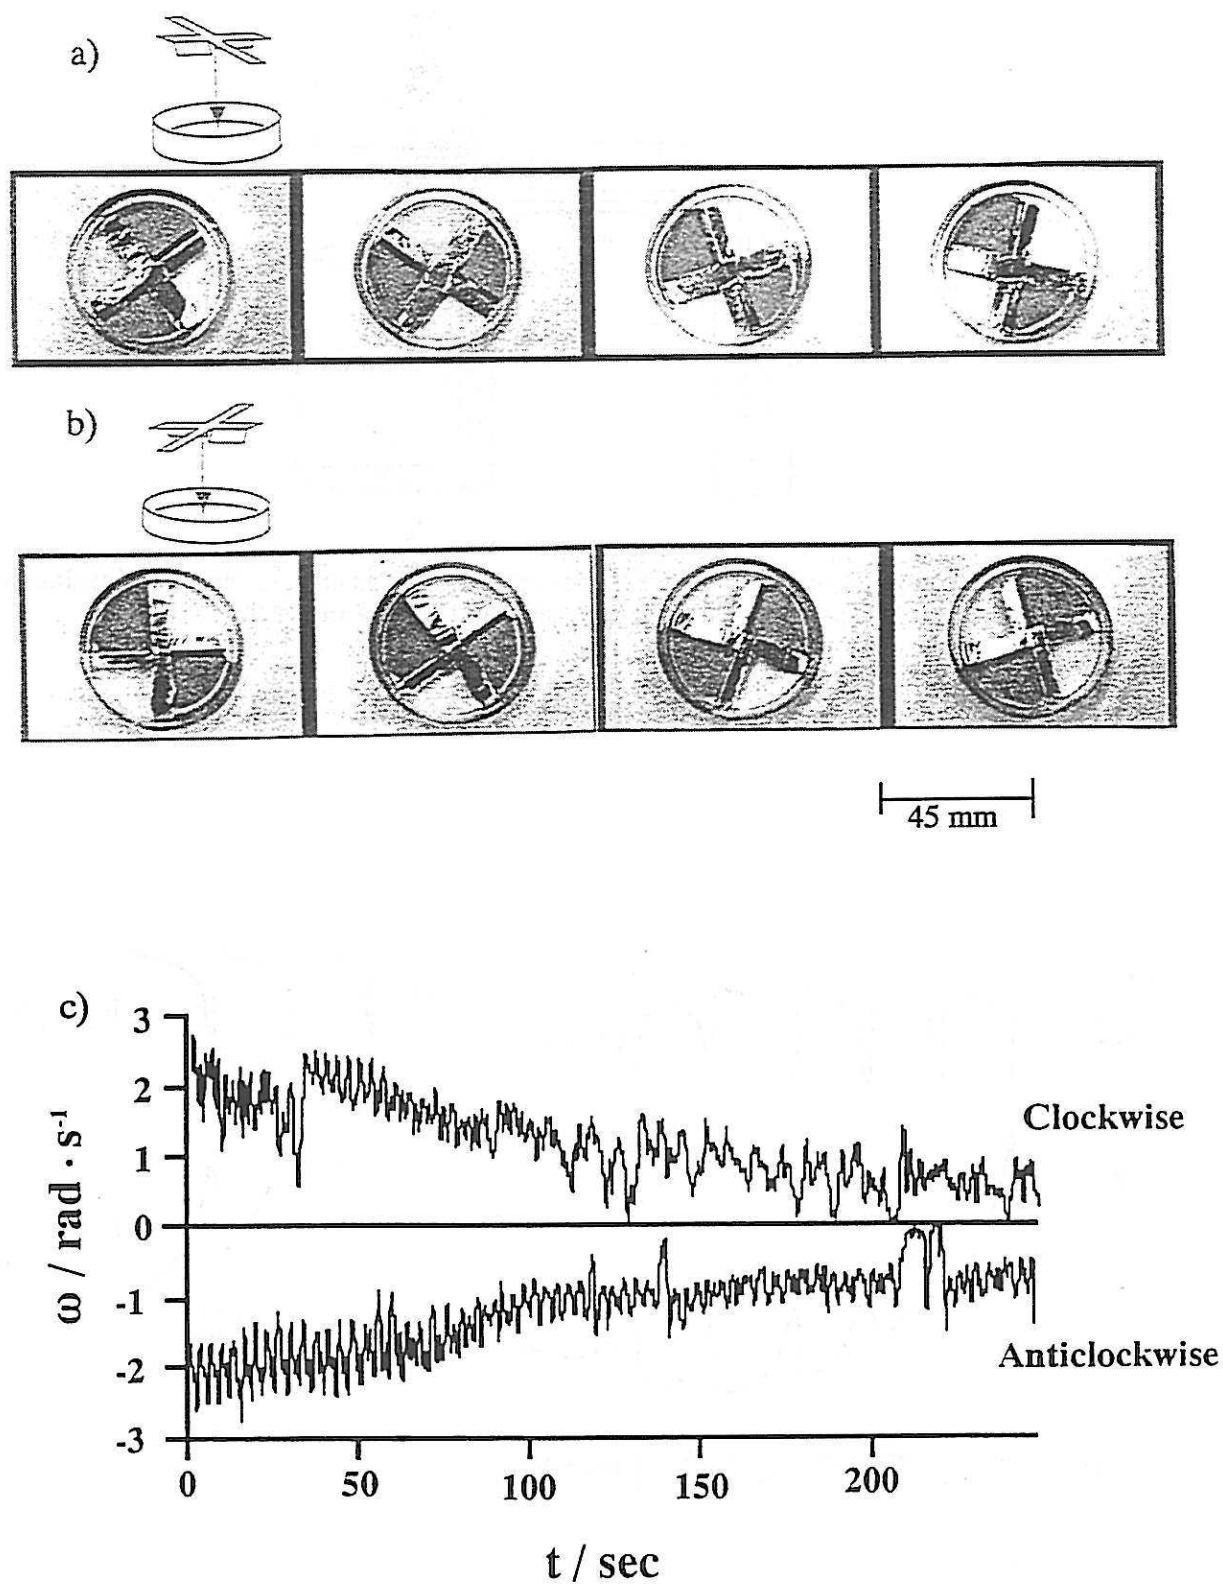 a)
b)
45 mm
c)
3
2
1
0
-1
-2
-3
ω / rad · s⁻¹
Clockwise
Anticlockwise
0 50 100 150 200
t / sec